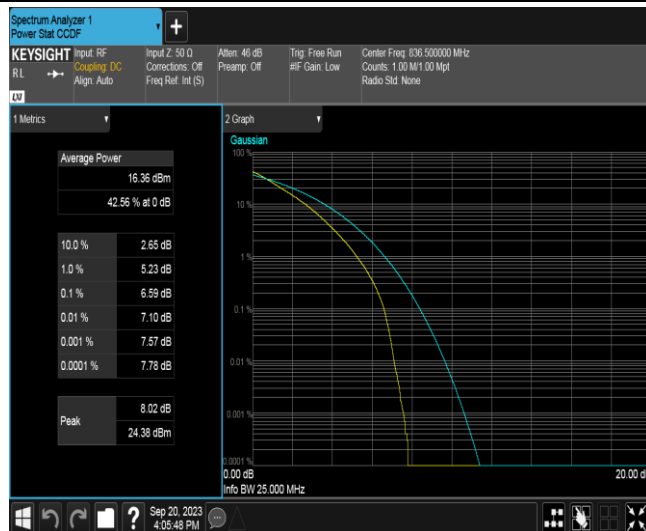 Spectrum Analyzer 1
Power Stat CCDF
+
KEYSIGHT
RL
Input: RF
Coupling: DC
Align: Auto
Input Z: 50 Ω
Corrections: Off
Freq Ref: Int (S)
Atten: 46 dB
Preamp: Off
Trig: Free Run
#IF Gain: Low
Center Freq: 836.500000 MHz
Counts: 1.00 M/1.00 Mpt
Radio Std: None
1 Metrics
Average Power
16.36 dBm
42.56 % at 0 dB
10.0 % 2.65 dB
1.0 % 5.23 dB
0.1 % 6.59 dB
0.01 % 7.10 dB
0.001 % 7.57 dB
0.0001 % 7.78 dB
Peak
8.02 dB
24.38 dBm
2 Graph
Gaussian
100 %
10 %
1 %
0.1 %
0.01 %
0.001 %
0.0001 %
0.00 dB
20.00 d
Info BW 25.000 MHz
?
Sep 20, 2023
4:05:48 PM